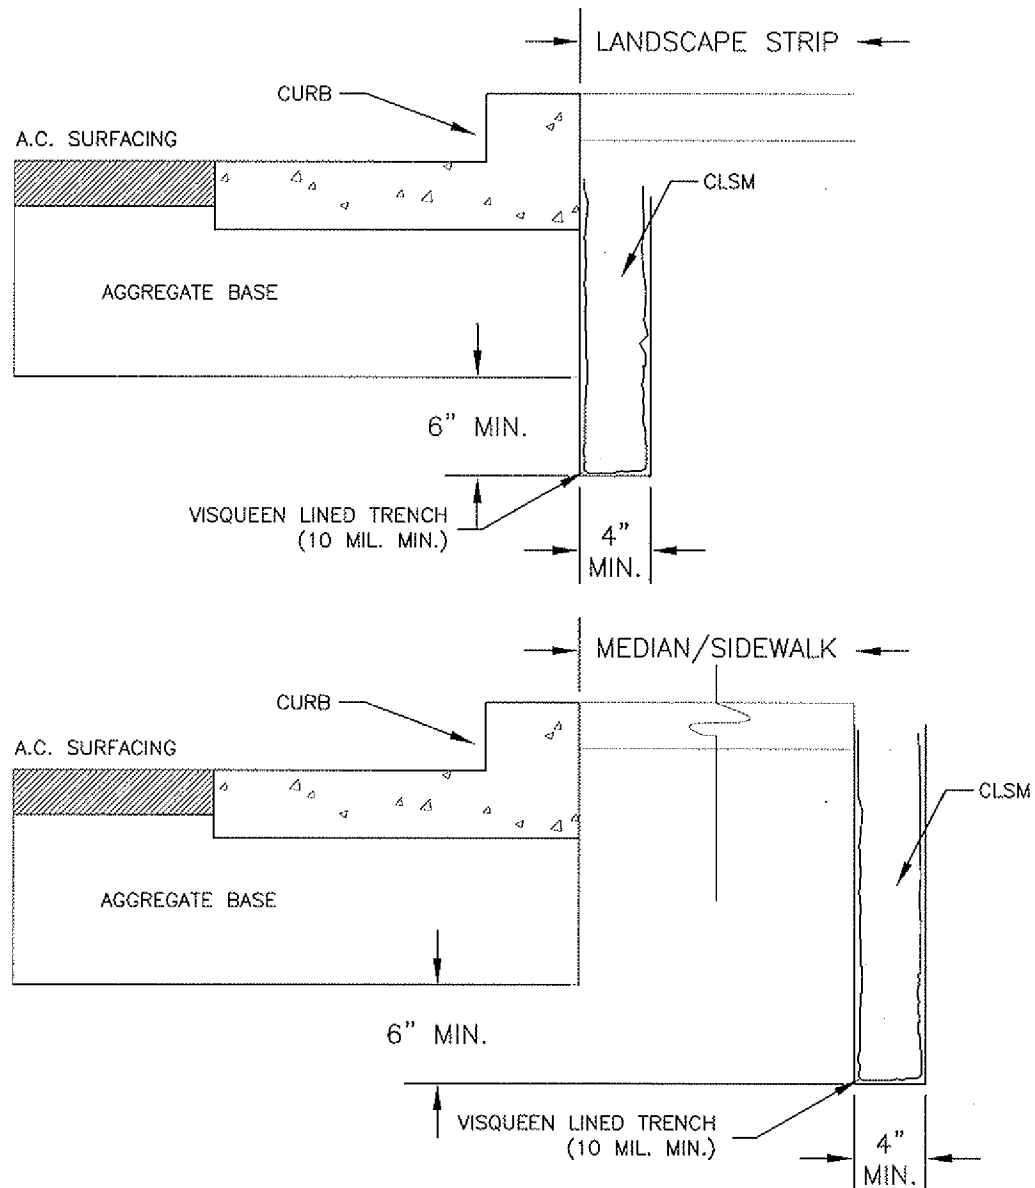 LANDSCAPE STRIP
CURB
A.C. SURFACING
CLSM
AGGREGATE BASE
6" MIN.
VISQUEEN LINED TRENCH
(10 MIL. MIN.)
4"
MIN.
MEDIAN/SIDEWALK
CURB
A.C. SURFACING
CLSM
AGGREGATE BASE
6" MIN.
VISQUEEN LINED TRENCH
(10 MIL. MIN.)
4"
MIN.